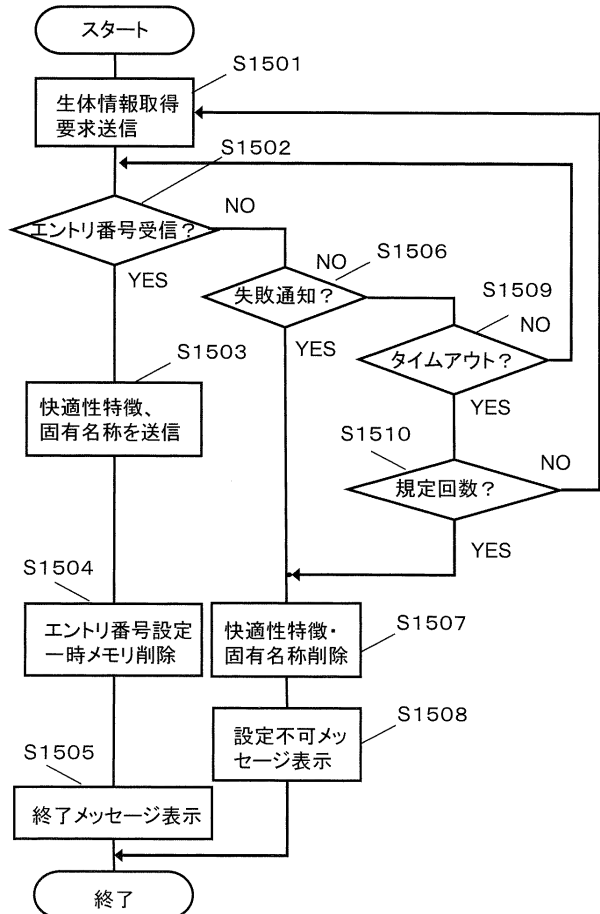 スタート
S1501
生体情報取得
要求送信
S1502
エントリ番号受信？
NO
YES
S1506
失敗通知？
NO
YES
S1509
タイムアウト？
NO
YES
S1503
快適性特徴、
固有名称を送信
S1510
規定回数？
NO
YES
S1504
エントリ番号設定
一時メモリ削除
S1507
快適性特徴・
固有名称削除
S1508
設定不可メッ
セージ表示
S1505
終了メッセージ表示
終了